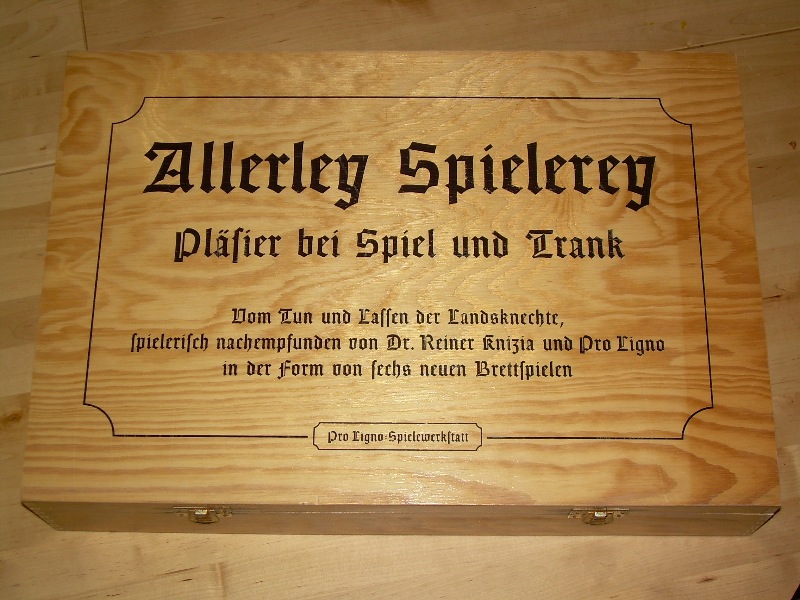 Allerley Spielerey
Pläſier bei Spiel und Trank
Vom Tun und Laſſen der Landsknechte,
ſpieleriſch nachempfunden von Dr. Reiner Knizia und Pro Ligno
in der Form von ſechs neuen Brettſpielen
Pro Ligno-Spielewerkſtatt